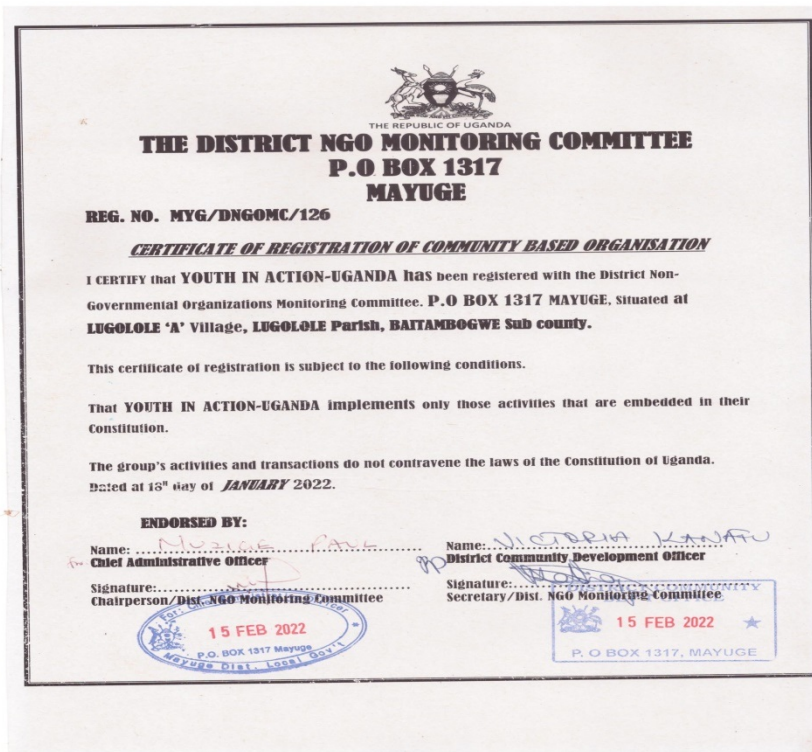 THE REPUBLIC OF UGANDA
THE DISTRICT NGO MONITORING COMMITTEE
P.O BOX 1317
MAYUGE
REG. NO. MYG/DNGOMC/126
CERTIFICATE OF REGISTRATION OF COMMUNITY BASED ORGANISATION
I CERTIFY that YOUTH IN ACTION-UGANDA has been registered with the District Non-
Governmental Organizations Monitoring Committee. P.O BOX 1317 MAYUGE, Situated at
LUGOLOLE ‘A’ Village, LUGOLOLE Parish, BAITAMBOGWE Sub county.
This certificate of registration is subject to the following conditions.
That YOUTH IN ACTION-UGANDA implements only those activities that are embedded in their
Constitution.
The group's activities and transactions do not contravene the laws of the Constitution of Uganda.
Dated at 13th day of JANUARY 2022.
ENDORSED BY:
Name: PAUL
Chief Administrative Officer
Signature:
Chairperson/Dist. NGO Monitoring Committee
Name: VICTORIA
District Community Development Officer
Signature:
Secretary/Dist. NGO Monitoring Committee
15 FEB 2022
P.O. BOX 1317 Mayuge
Mayuge Dist. Local Gov't
COMMUNITY
OFFICE
15 FEB 2022
P. O BOX 1317, MAYUGE